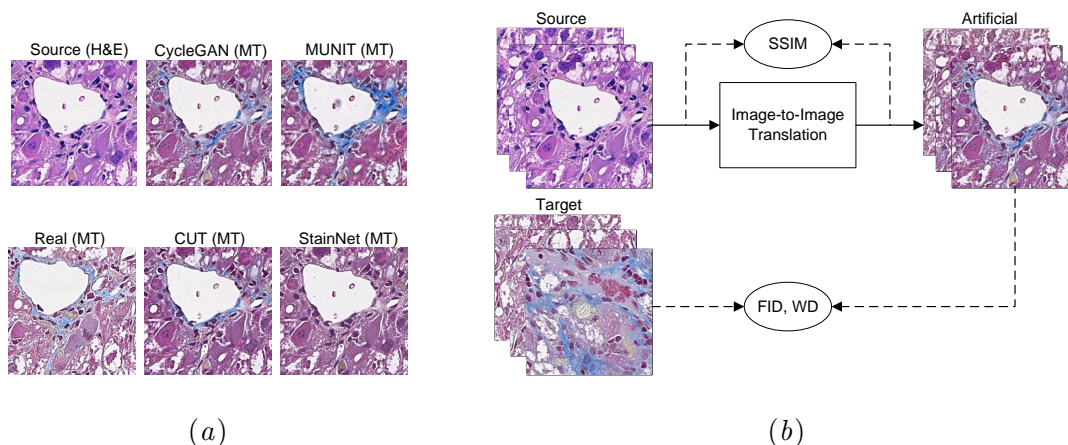 Source (H&E)
CycleGAN (MT)
MUNIT (MT)
Real (MT)
CUT (MT)
StainNet (MT)
(a)
Source
SSIM
Artificial
Image-to-Image
Translation
Target
FID, WD
(b)